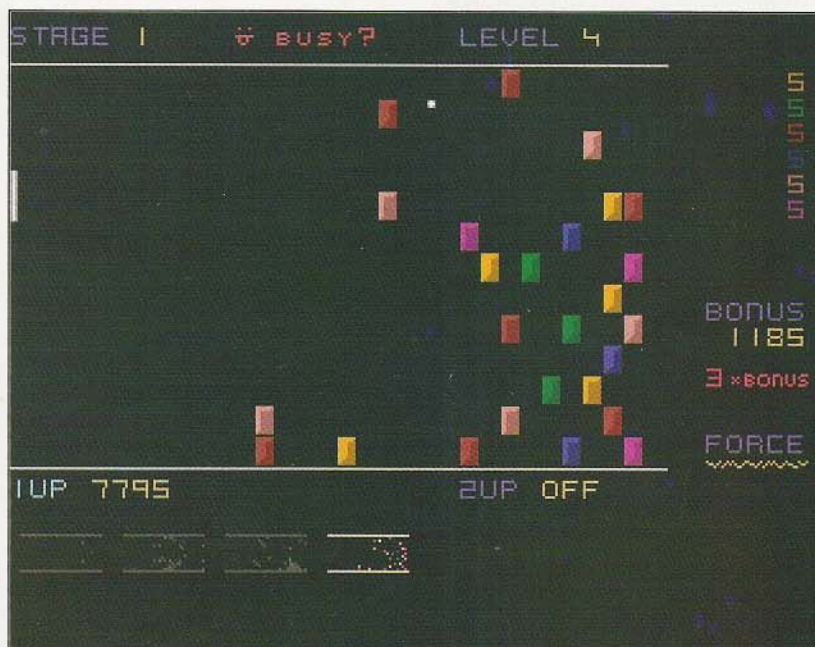 STAGE 1 BUSY? LEVEL 4
5
5
5
5
5
5
BONUS
1185
3 ×BONUS
FORCE
1UP 7795 2UP OFF